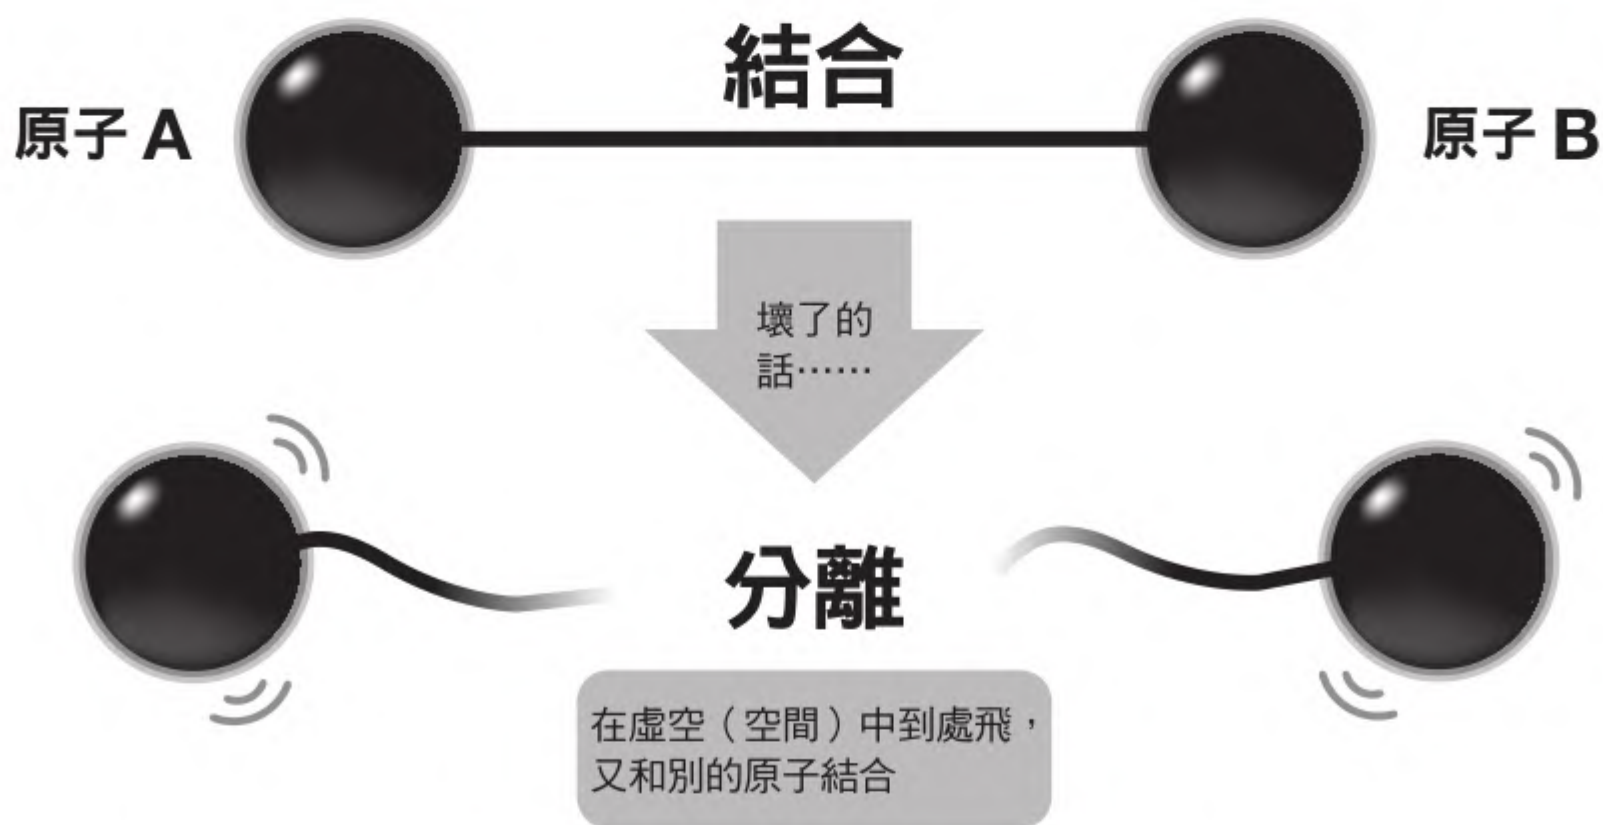 結合
原子 A
原子 B
壞了的
話……
分離
在虛空（空間）中到處飛，
又和別的原子結合